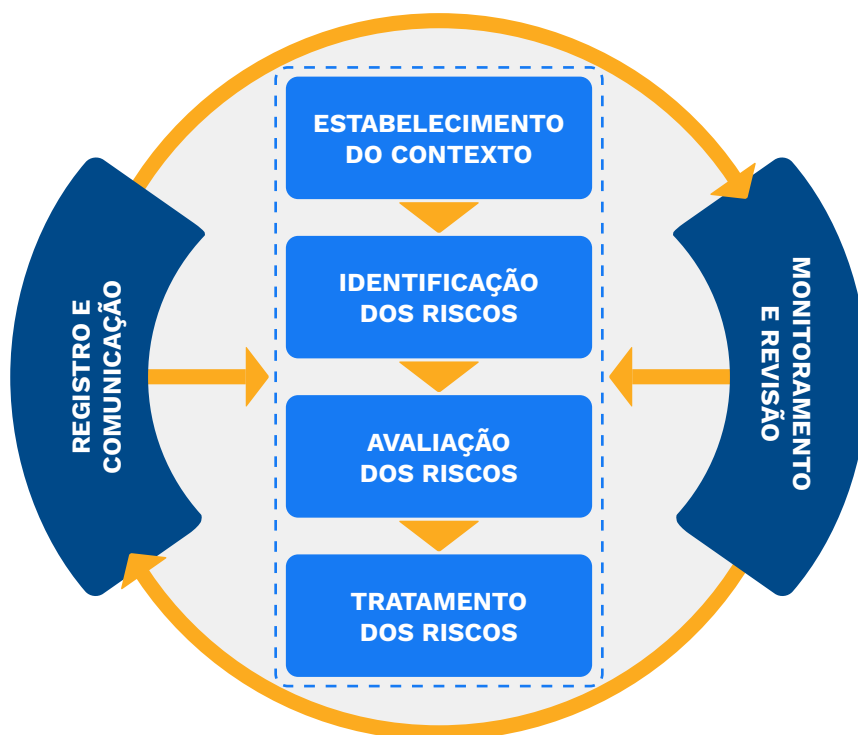 ESTABELECIMENTO
DO CONTEXTO
IDENTIFICAÇÃO
DOS RISCOS
AVALIAÇÃO
DOS RISCOS
TRATAMENTO
DOS RISCOS
REGISTRO E
COMUNICAÇÃO
MONITORAMENTO
E REVISÃO